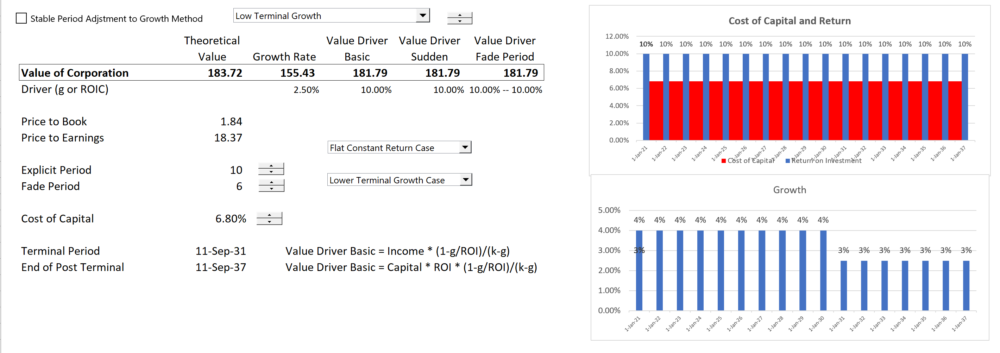 Stable Period Adjstment to Growth Method
Low Terminal Growth
Theoretical Value Driver Value Driver Value Driver
Value Growth Rate Basic Sudden Fade Period
Value of Corporation 183.72 155.43 181.79 181.79 181.79
Driver (g or ROIC) 2.50% 10.00% 10.00% 10.00% -- 10.00%
Price to Book 1.84
Price to Earnings 18.37
Flat Constant Return Case
Explicit Period 10
Lower Terminal Growth Case
Fade Period 6
Cost of Capital 6.80%
Terminal Period 11-Sep-31 Value Driver Basic = Income * (1-g/ROI)/(k-g)
End of Post Terminal 11-Sep-37 Value Driver Basic = Capital * ROI * (1-g/ROI)/(k-g)
Cost of Capital and Return
12.00%
10% 10% 10% 10% 10% 10% 10% 10% 10% 10% 10% 10% 10% 10% 10% 10% 10%
10.00%
8.00%
6.00%
4.00%
2.00%
0.00%
1-Jan-21 1-Jan-22 1-Jan-23 1-Jan-24 1-Jan-25 1-Jan-26 1-Jan-27 1-Jan-28 1-Jan-29 1-Jan-30 1-Jan-31 1-Jan-32 1-Jan-33 1-Jan-34 1-Jan-35 1-Jan-36 1-Jan-37
Cost of Capital Return on Investment
Growth
5.00%
4% 4% 4% 4% 4% 4% 4% 4% 4% 4%
4.00%
3.00%
3% 3% 3% 3% 3% 3% 3% 3%
2.00%
1.00%
0.00%
1-Jan-21 1-Jan-22 1-Jan-23 1-Jan-24 1-Jan-25 1-Jan-26 1-Jan-27 1-Jan-28 1-Jan-29 1-Jan-30 1-Jan-31 1-Jan-32 1-Jan-33 1-Jan-34 1-Jan-35 1-Jan-36 1-Jan-37